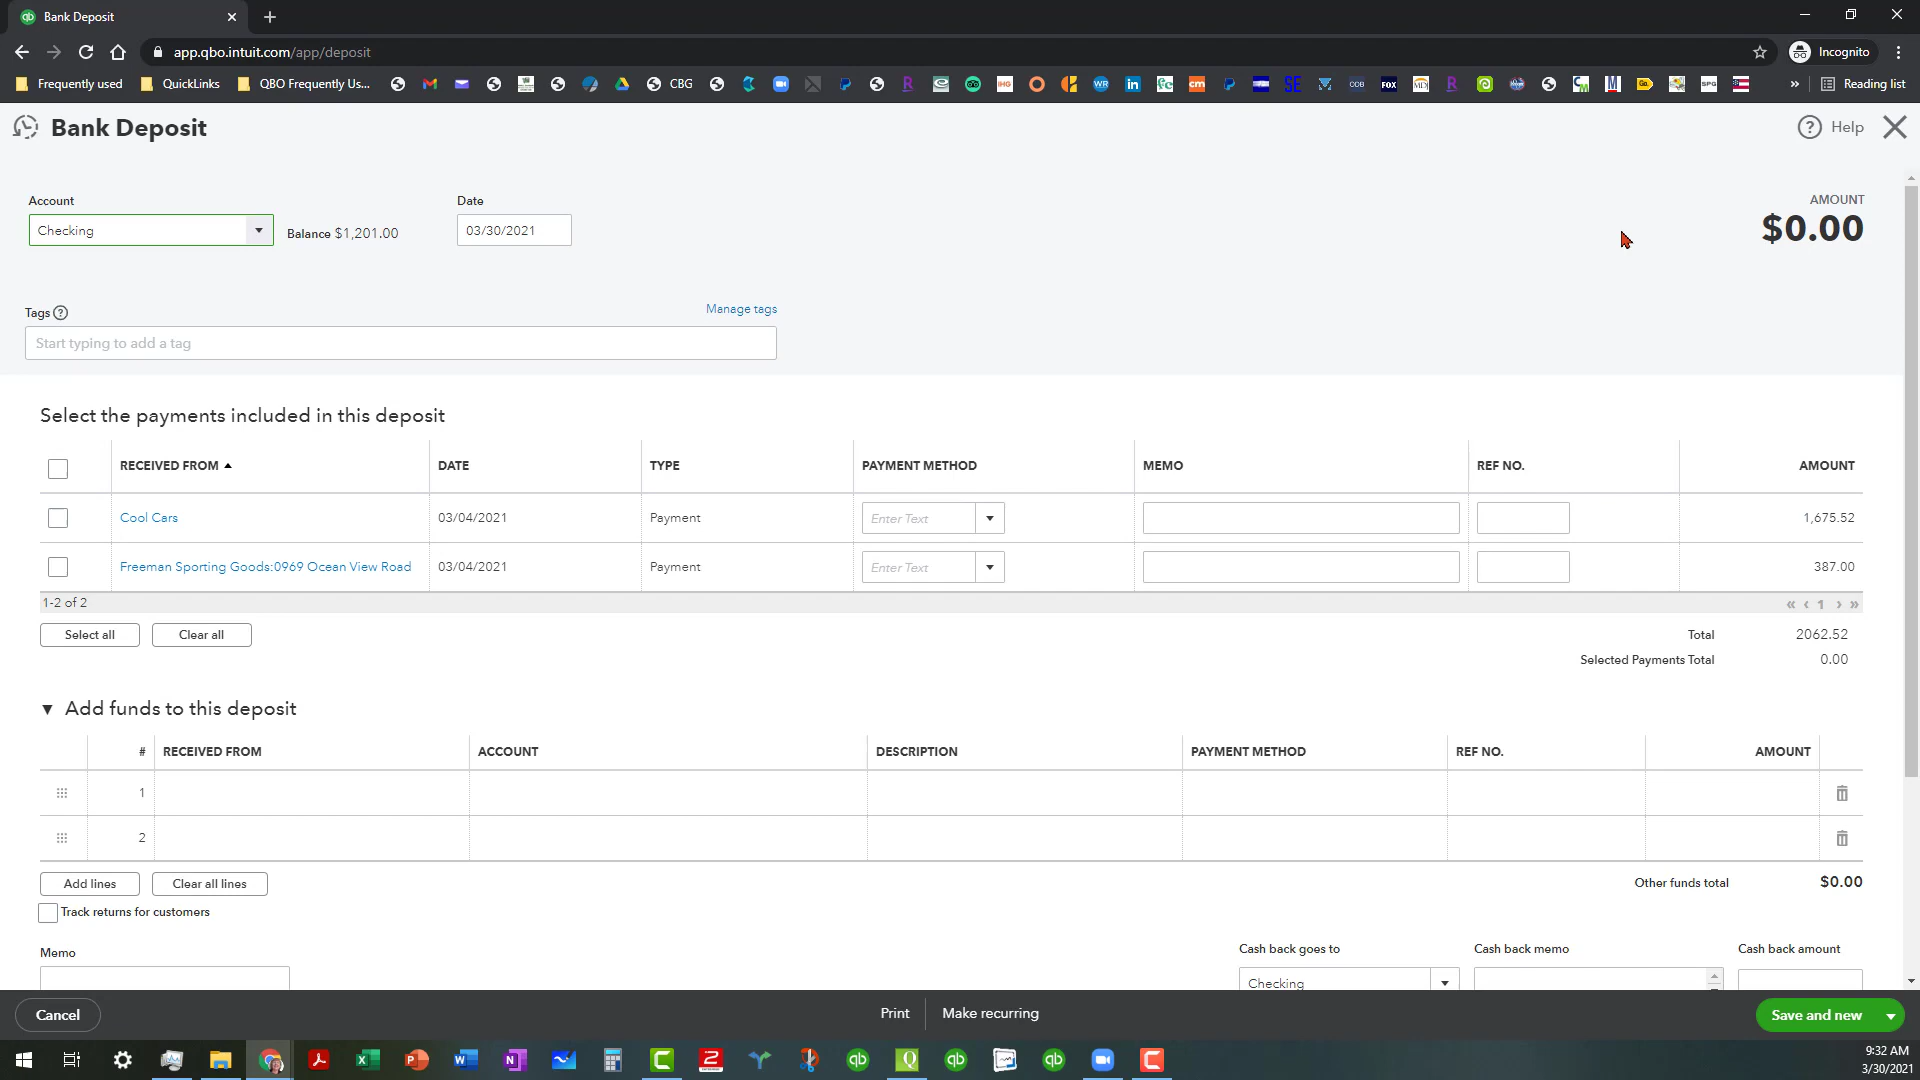 Bank Deposit
app.qbo.intuit.com/app/deposit
Incognito
Frequently used
QuickLinks
QBO Frequently Us...
CBG
Reading list
Bank Deposit
Help
Account
Checking
Balance $1,201.00
Date
03/30/2021
AMOUNT
$0.00
Tags
Manage tags
Start typing to add a tag
Select the payments included in this deposit
RECEIVED FROM DATE TYPE PAYMENT METHOD MEMO REF NO. AMOUNT
Cool Cars 03/04/2021 Payment Enter Text 1,675.52
Freeman Sporting Goods:0969 Ocean View Road 03/04/2021 Payment Enter Text 387.00
1-2 of 2
« ‹ 1 › »
Select all
Clear all
Total 2062.52
Selected Payments Total 0.00
Add funds to this deposit
# RECEIVED FROM ACCOUNT DESCRIPTION PAYMENT METHOD REF NO. AMOUNT
1
2
Add lines
Clear all lines
Other funds total $0.00
Track returns for customers
Memo
Cash back goes to
Cash back memo
Cash back amount
Checking
Cancel
Print
Make recurring
Save and new
9:32 AM
3/30/2021